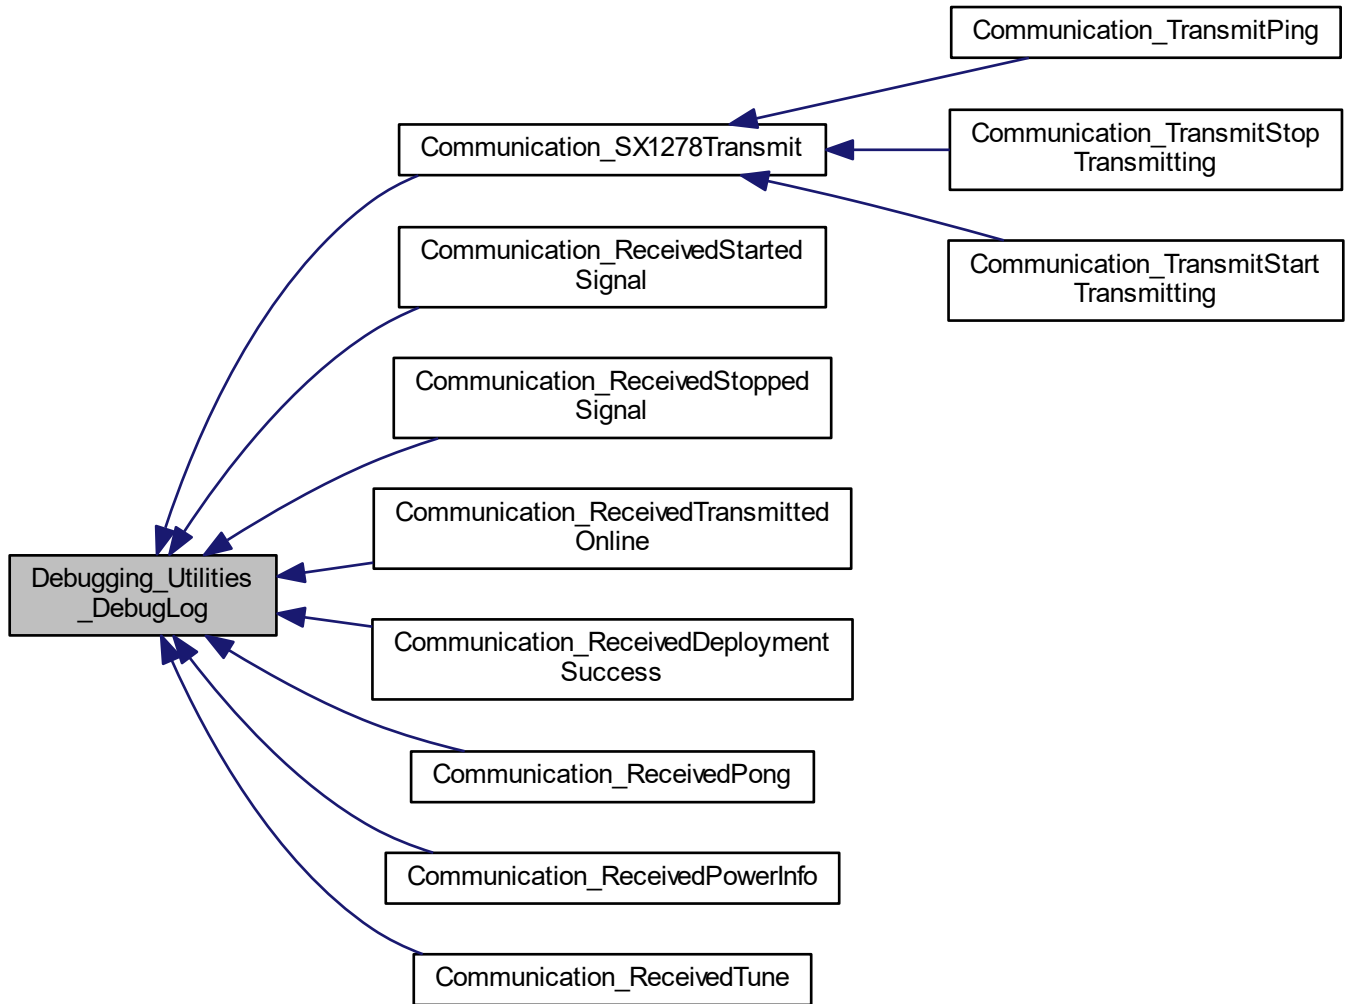 Communication_TransmitPing
Communication_SX1278Transmit
Communication_TransmitStop
Transmitting
Communication_ReceivedStarted
Signal
Communication_TransmitStart
Transmitting
Communication_ReceivedStopped
Signal
Communication_ReceivedTransmitted
Online
Debugging_Utilities
_DebugLog
Communication_ReceivedDeployment
Success
Communication_ReceivedPong
Communication_ReceivedPowerInfo
Communication_ReceivedTune